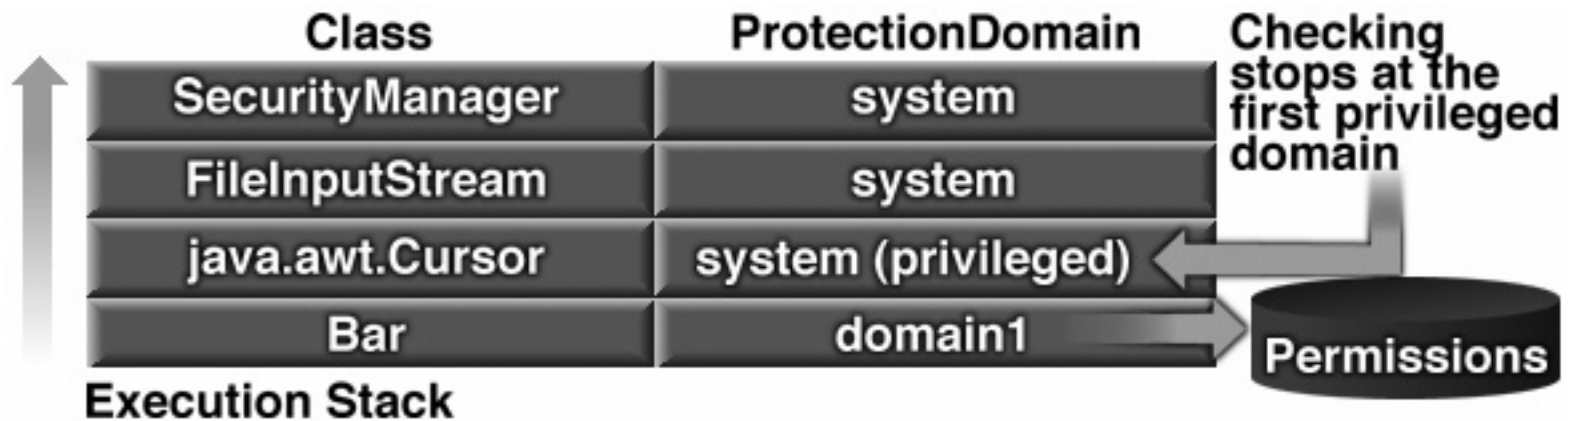 Class ProtectionDomain
Checking
stops at the
first privileged
domain
SecurityManager system
FileInputStream system
java.awt.Cursor system (privileged)
Bar domain1
Permissions
Execution Stack